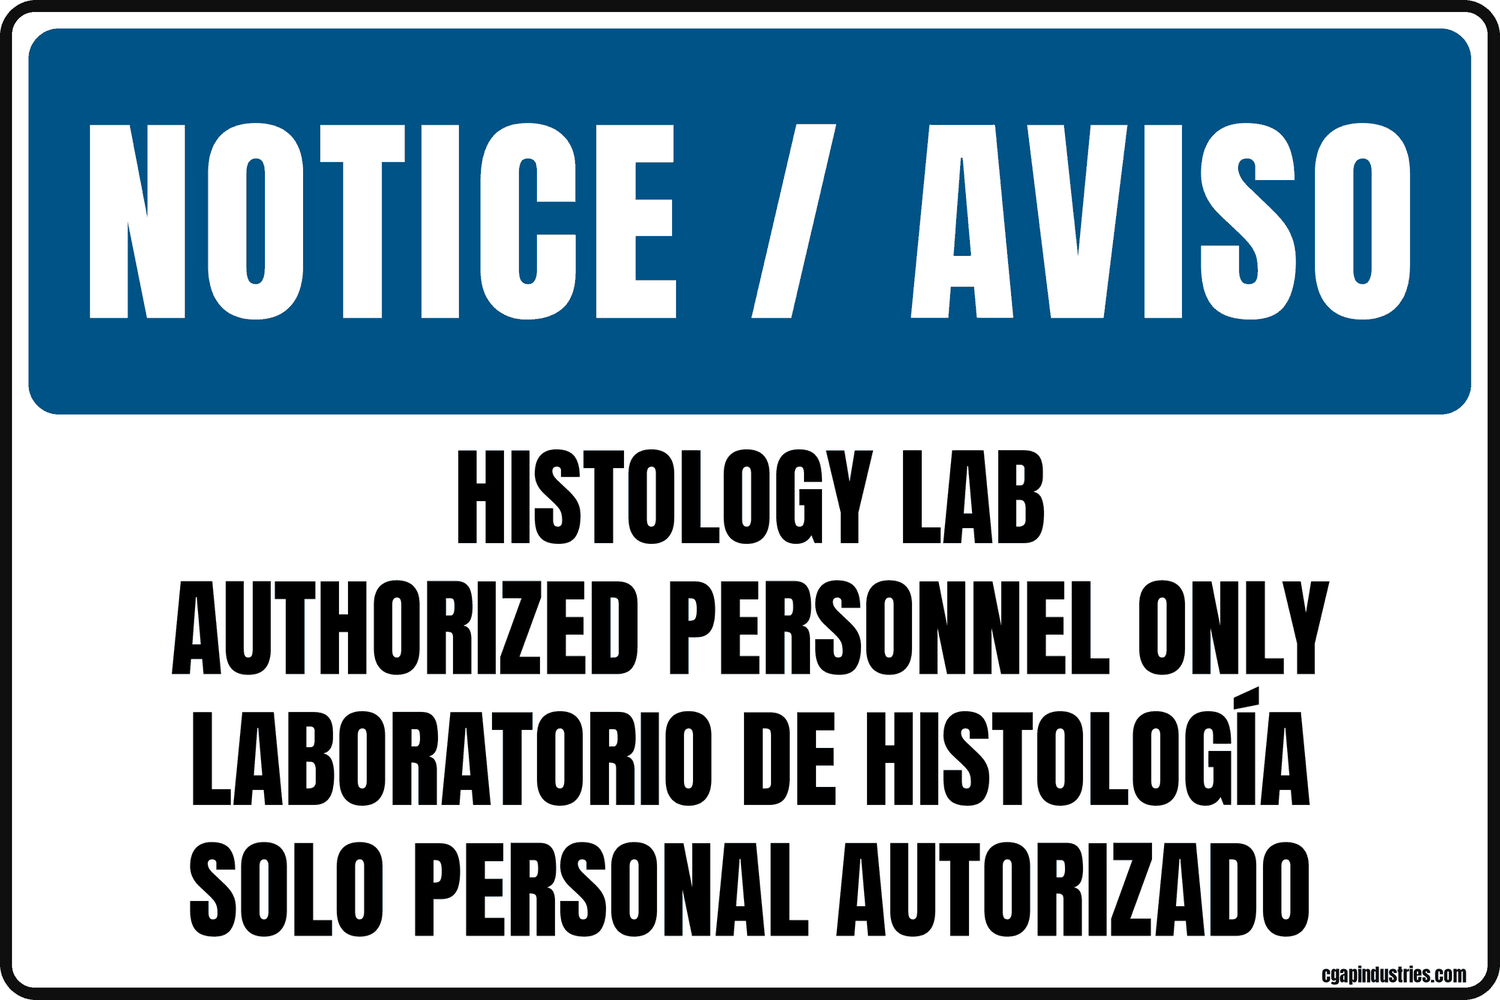 NOTICE / AVISO
HISTOLOGY LAB
AUTHORIZED PERSONNEL ONLY
LABORATORIO DE HISTOLOGÍA
SOLO PERSONAL AUTORIZADO
cgapindustries.com